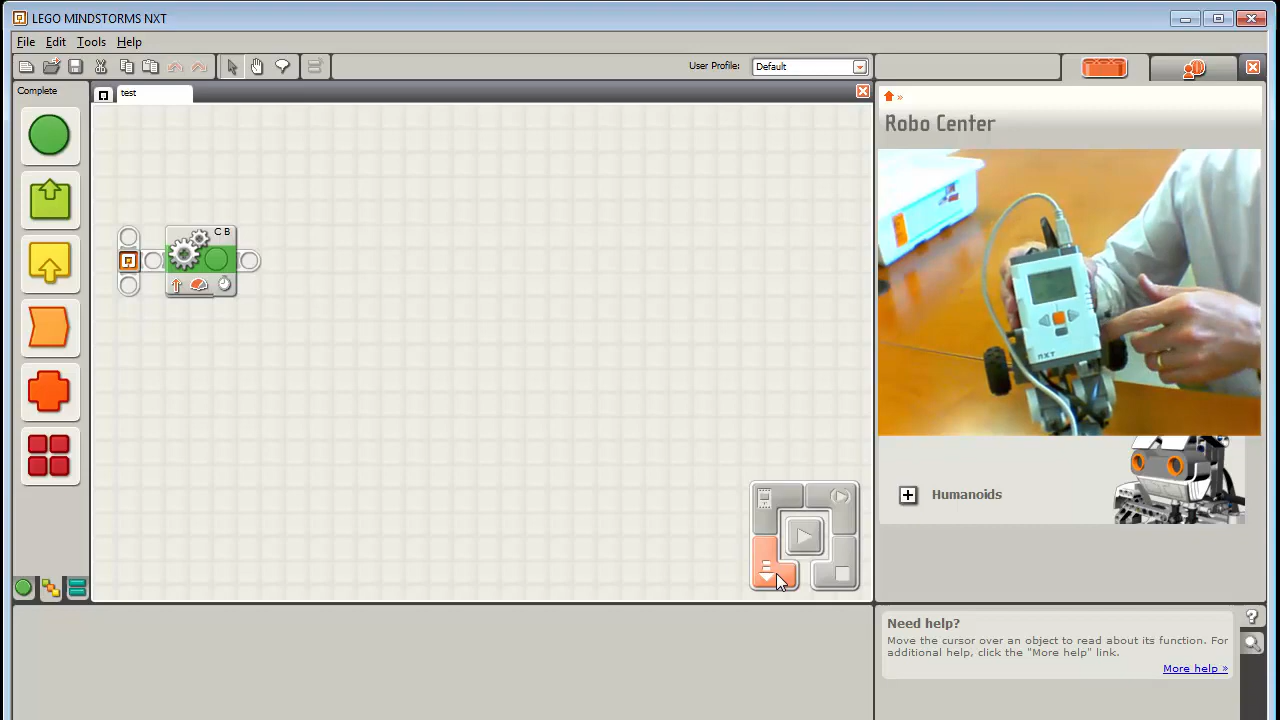 LEGO MINDSTORMS NXT
File Edit Tools Help
User Profile: Default
Complete
test
»
Robo Center
C B
NXT
Humanoids
Need help?
Move the cursor over an object to read about its function. For
additional help, click the "More help" link.
More help »